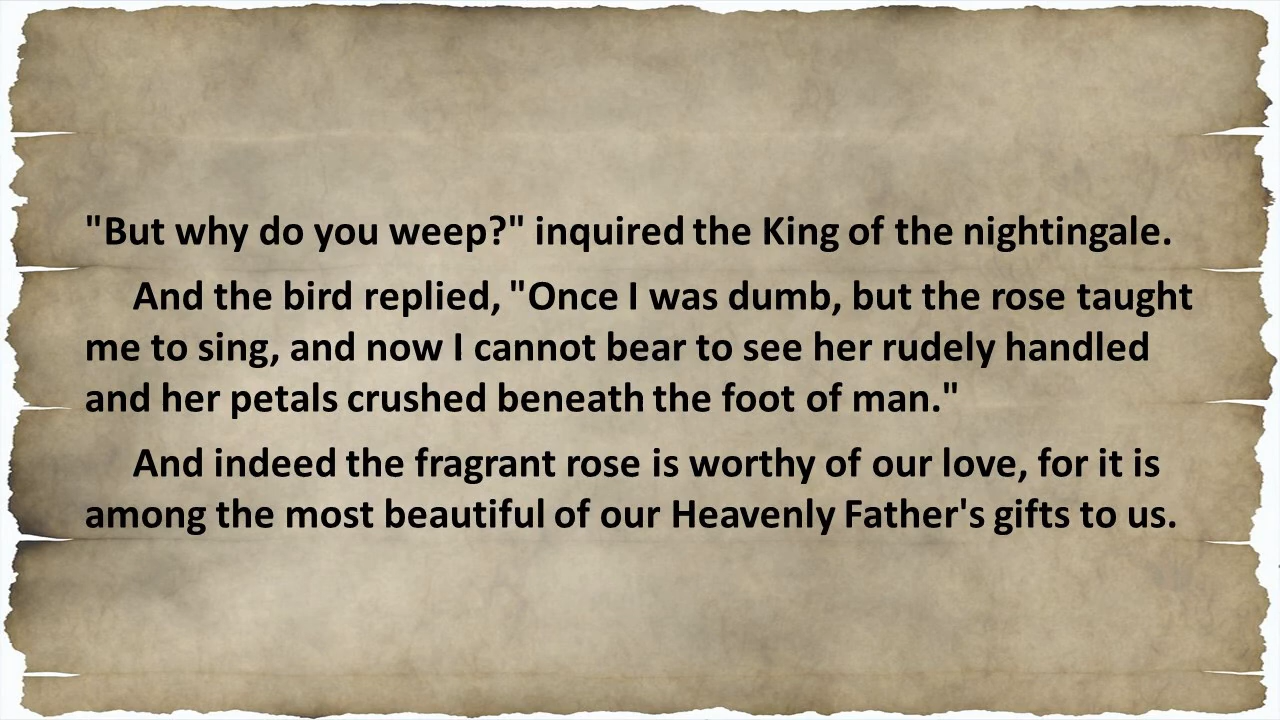 "But why do you weep?" inquired the King of the nightingale.
And the bird replied, "Once I was dumb, but the rose taught
me to sing, and now I cannot bear to see her rudely handled
and her petals crushed beneath the foot of man."
And indeed the fragrant rose is worthy of our love, for it is
among the most beautiful of our Heavenly Father's gifts to us.